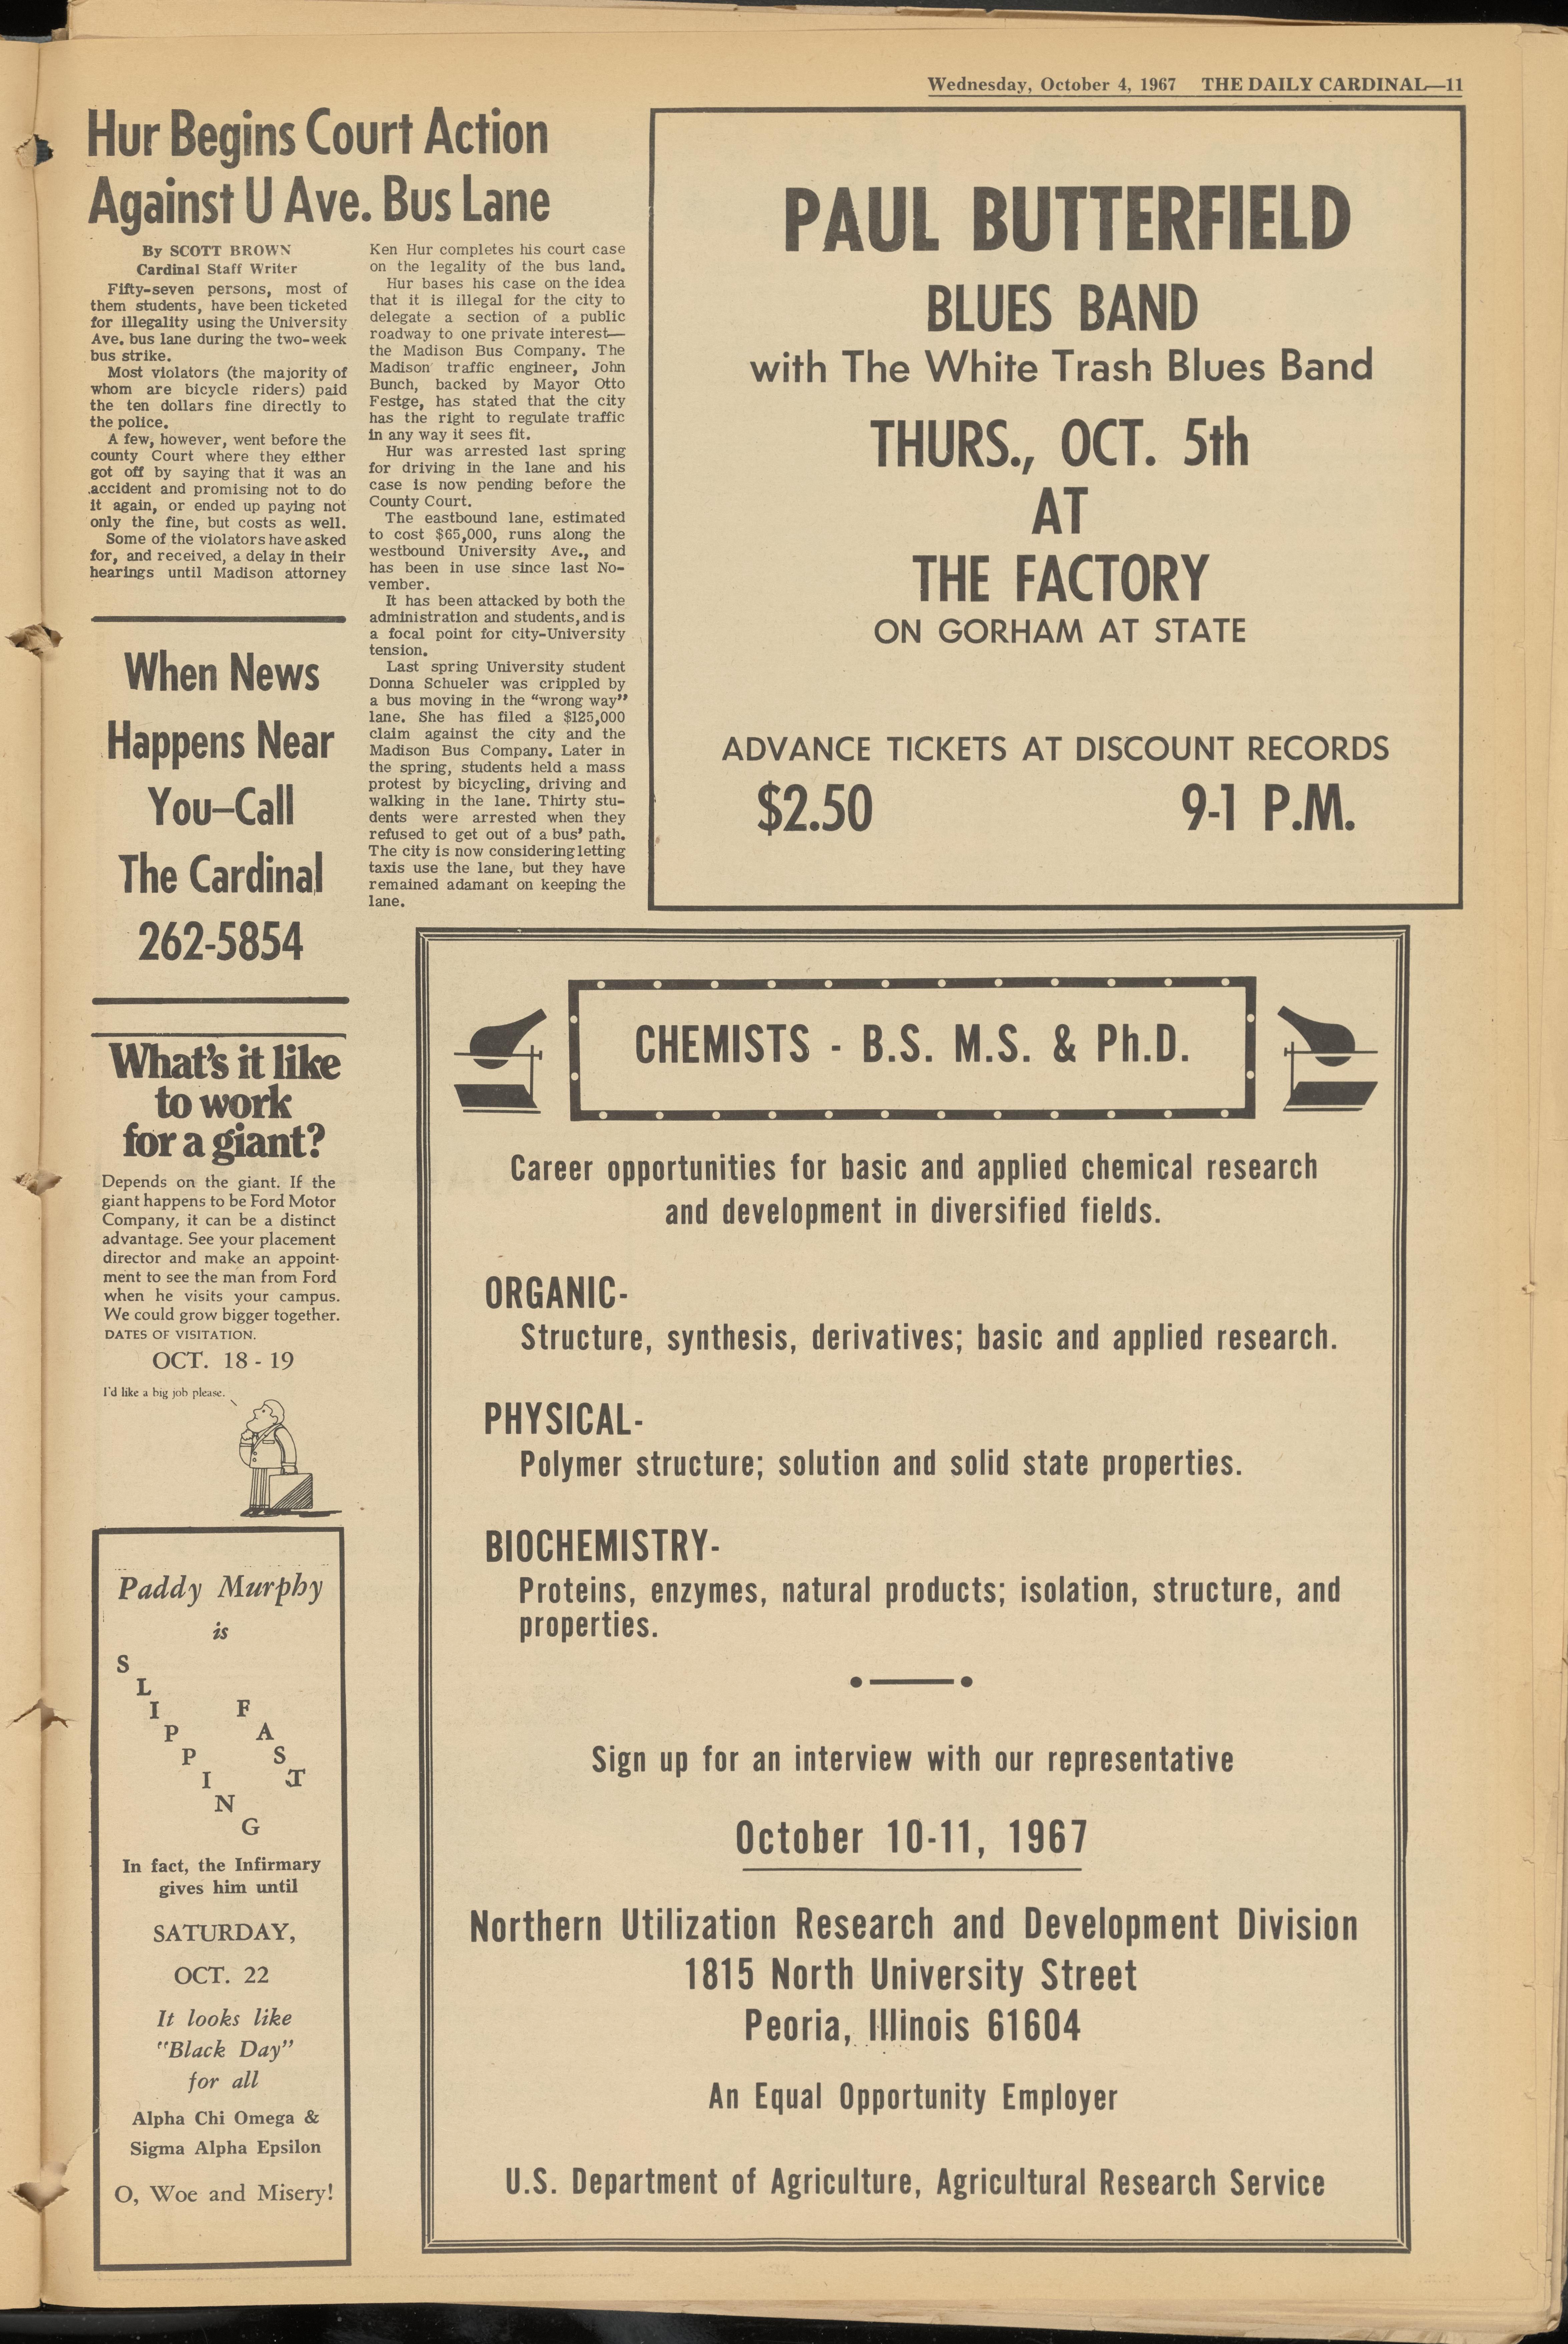 Wednesday, October 4, 1967 THE DAILY CARDINAL—11
Hur Begins Court Action
Against U Ave. Bus Lane
By SCOTT BROWN
Cardinal Staff Writer
Fifty-seven persons, most of
them students, have been ticketed
for illegality using the University
Ave. bus lane during the two-week
bus strike.
Most violators (the majority of
whom are bicycle riders) paid
the ten dollars fine directly to
the police.
A few, however, went before the
county Court where they either
got off by saying that it was an
accident and promising not to do
it again, or ended up paying not
only the fine, but costs as well.
Some of the violators have asked
for, and received, a delay in their
hearings until Madison attorney
Ken Hur completes his court case
on the legality of the bus land.
Hur bases his case on the idea
that it is illegal for the city to
delegate a section of a public
roadway to one private interest—
the Madison Bus Company. The
Madison traffic engineer, John
Bunch, backed by Mayor Otto
Festge, has stated that the city
has the right to regulate traffic
in any way it sees fit.
Hur was arrested last spring
for driving in the lane and his
case is now pending before the
County Court.
The eastbound lane, estimated
to cost $65,000, runs along the
westbound University Ave., and
has been in use since last No-
vember.
It has been attacked by both the
administration and students, and is
a focal point for city-University
tension.
Last spring University student
Donna Schueler was crippled by
a bus moving in the "wrong way"
lane. She has filed a $125,000
claim against the city and the
Madison Bus Company. Later in
the spring, students held a mass
protest by bicycling, driving and
walking in the lane. Thirty stu-
dents were arrested when they
refused to get out of a bus' path.
The city is now considering letting
taxis use the lane, but they have
remained adamant on keeping the
lane.
When News
Happens Near
You—Call
The Cardinal
262-5854
What's it like
to work
for a giant?
Depends on the giant. If the
giant happens to be Ford Motor
Company, it can be a distinct
advantage. See your placement
director and make an appoint-
ment to see the man from Ford
when he visits your campus.
We could grow bigger together.
DATES OF VISITATION.
OCT. 18 - 19
I'd like a big job please.
Paddy Murphy
is
SLIPPING
FAST
In fact, the Infirmary
gives him until
SATURDAY,
OCT. 22
It looks like
"Black Day"
for all
Alpha Chi Omega &
Sigma Alpha Epsilon
O, Woe and Misery!
PAUL BUTTERFIELD
BLUES BAND
with The White Trash Blues Band
THURS., OCT. 5th
AT
THE FACTORY
ON GORHAM AT STATE
ADVANCE TICKETS AT DISCOUNT RECORDS
$2.50 9-1 P.M.
CHEMISTS - B.S. M.S. & Ph.D.
Career opportunities for basic and applied chemical research
and development in diversified fields.
ORGANIC-
Structure, synthesis, derivatives; basic and applied research.
PHYSICAL-
Polymer structure; solution and solid state properties.
BIOCHEMISTRY-
Proteins, enzymes, natural products; isolation, structure, and
properties.
Sign up for an interview with our representative
October 10-11, 1967
Northern Utilization Research and Development Division
1815 North University Street
Peoria, Illinois 61604
An Equal Opportunity Employer
U.S. Department of Agriculture, Agricultural Research Service